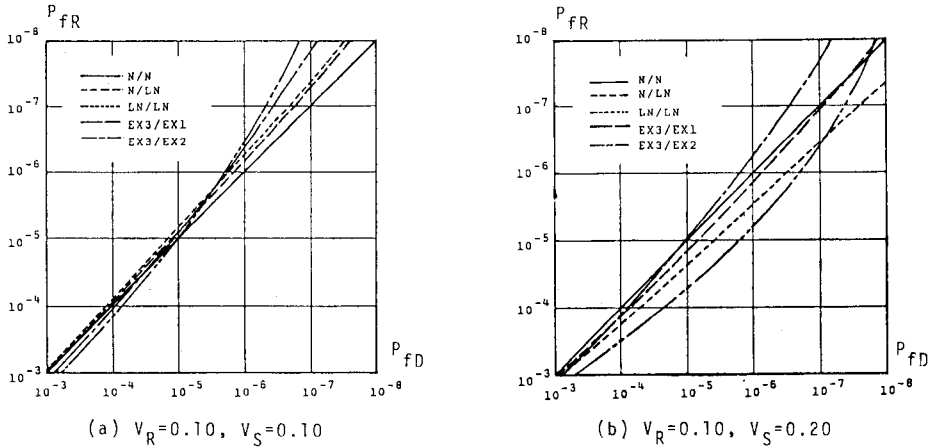 P_fR
10^-8
10^-7
10^-6
10^-5
10^-4
10^-3
N/N
N/LN
LN/LN
EX3/EX1
EX3/EX2
P_fD
10^-3
10^-4
10^-5
10^-6
10^-7
10^-8
(a) V_R=0.10, V_S=0.10
P_fR
10^-8
10^-7
10^-6
10^-5
10^-4
10^-3
N/N
N/LN
LN/LN
EX3/EX1
EX3/EX2
P_fD
10^-3
10^-4
10^-5
10^-6
10^-7
10^-8
(b) V_R=0.10, V_S=0.20